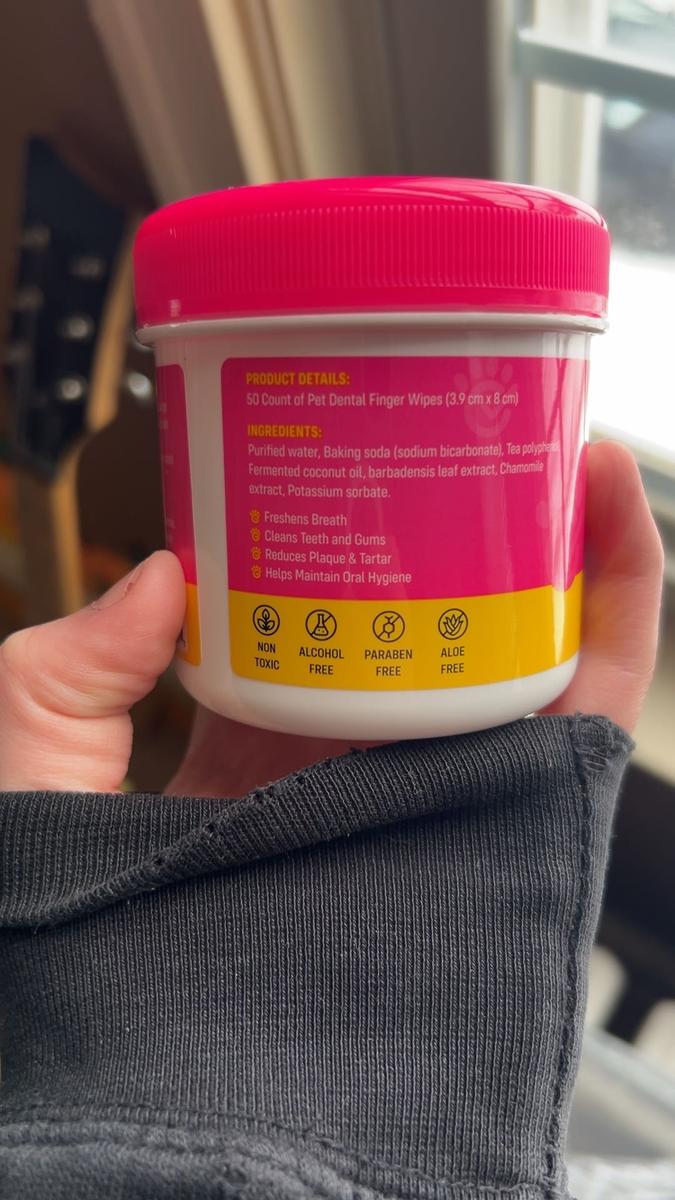 PRODUCT DETAILS:
50 Count of Pet Dental Finger Wipes (3.9 cm x 8 cm)
INGREDIENTS:
Purified water, Baking soda (sodium bicarbonate), Tea polyphenol
Fermented coconut oil, barbadensis leaf extract, Chamomile
extract, Potassium sorbate.
Freshens Breath
Cleans Teeth and Gums
Reduces Plaque & Tartar
Helps Maintain Oral Hygiene
NON
TOXIC
ALCOHOL
FREE
PARABEN
FREE
ALOE
FREE